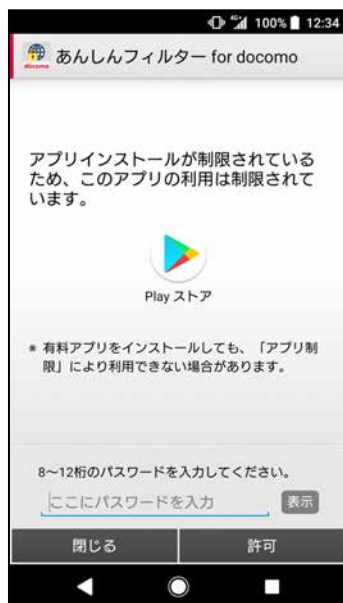 4G+ 100% 12:34
docomo
あんしんフィルター for docomo
アプリインストールが制限されている
ため、このアプリの利用は制限されて
います。
Play ストア
※ 有料アプリをインストールしても、「アプリ制
限」により利用できない場合があります。
8〜12桁のパスワードを入力してください。
ここにパスワードを入力
表示
閉じる
許可